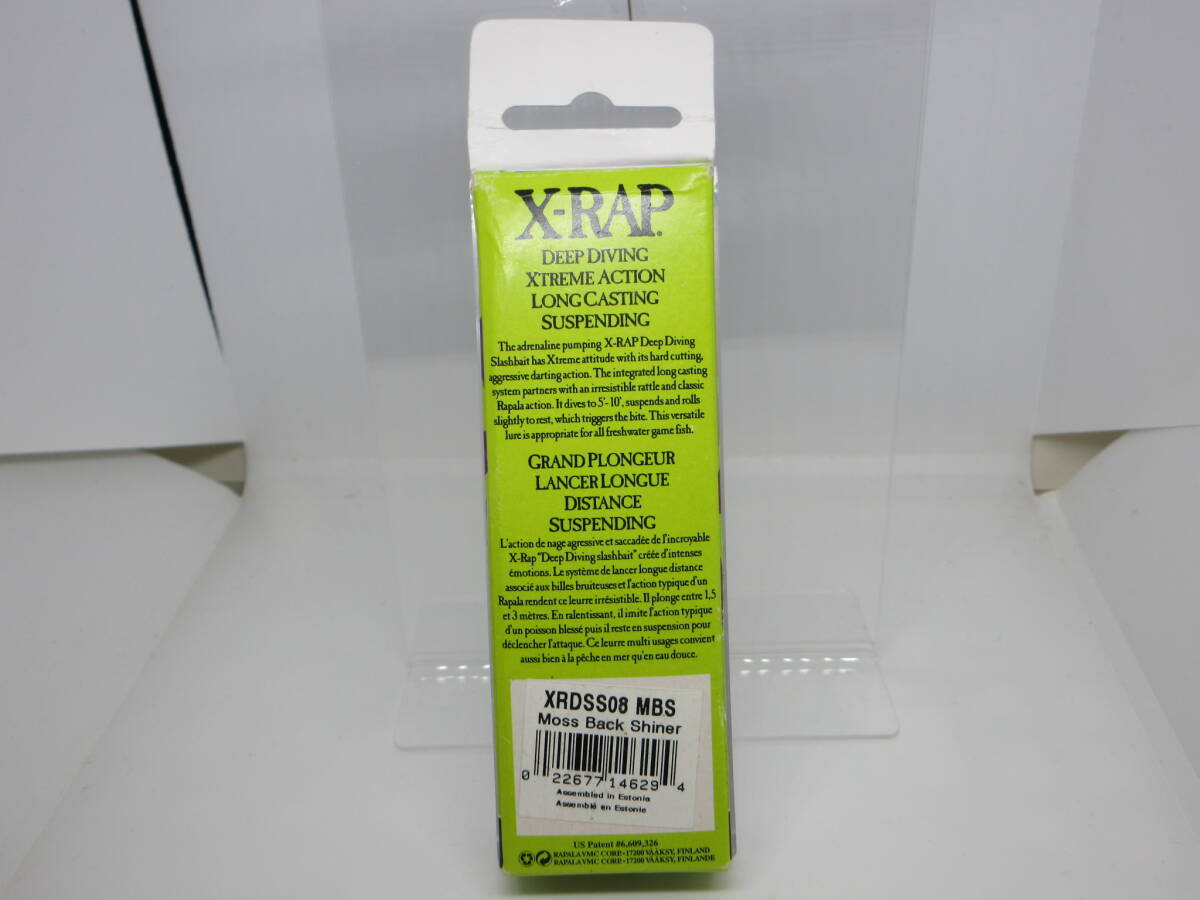 X-RAP.
DEEP DIVING
XTREME ACTION
LONG CASTING
SUSPENDING
The adrenaline pumping X-RAP Deep Diving
Slashbait has Xtreme attitude with its hard cutting,
aggressive darting action. The integrated long casting
system partners with an irresistible rattle and classic
Rapala action. It dives to 5'-10', suspends and rolls
slightly to rest, which triggers the bite. This versatile
lure is appropriate for all freshwater game fish.
GRAND PLONGEUR
LANCER LONGUE
DISTANCE
SUSPENDING
L'action de nage agressive et saccadée de l'incroyable
X-Rap "Deep Diving slashbait" créée d'intenses
émotions. Le système de lancer longue distance
associé aux billes bruiteuses et l'action typique d'un
Rapala rendent ce leurre irrésistible. Il plonge entre 1,5
et 3 mètres. En ralentissant, il imite l'action typique
d'un poisson blessé puis il reste en suspension pour
déclencher l'attaque. Ce leurre multi usages convient
aussi bien à la pêche en mer qu'en eau douce.
XRDSS08 MBS
Moss Back Shiner
0 22677 14629 4
Assembled in Estonia
Assemblé en Estonie
US Patent #6,609,326
RAPALA VMC CORP. • 17200 VÄÄKSY, FINLAND
RAPALA VMC CORP. • 17200 VÄÄKSY, FINLANDE